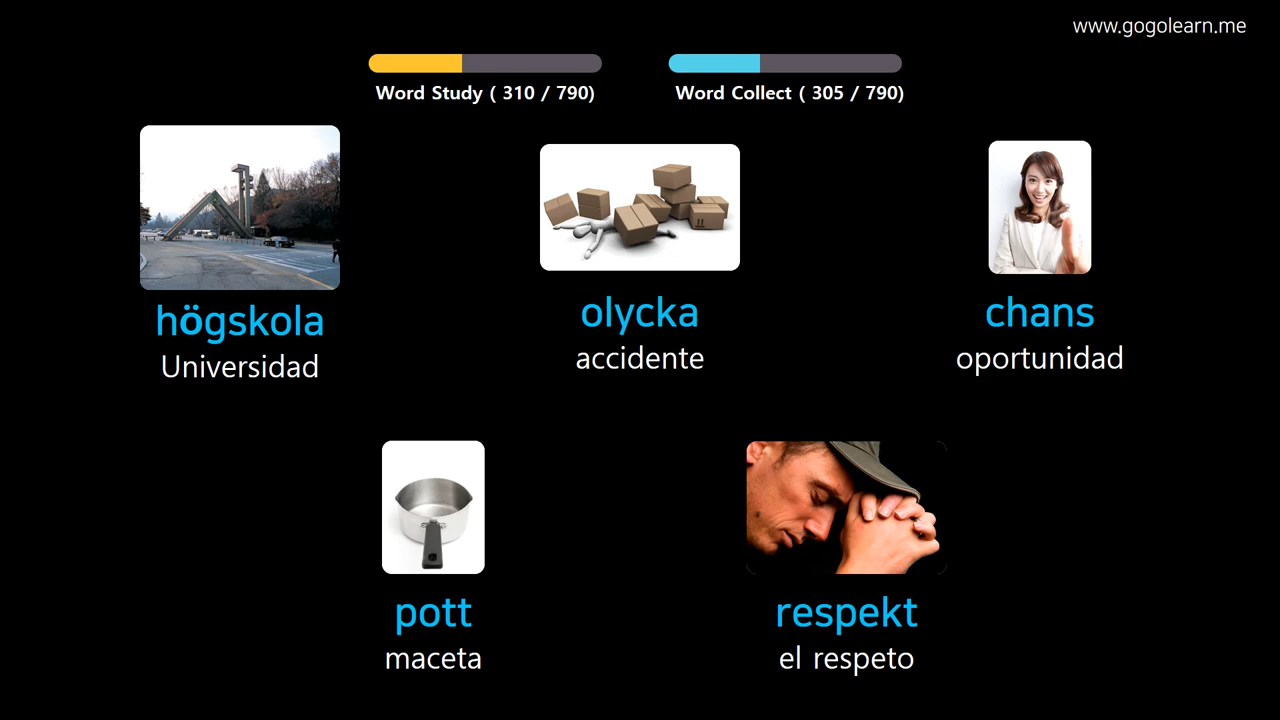 www.gogolearn.me
Word Study ( 310 / 790)
Word Collect ( 305 / 790)
högskola
Universidad
olycka
accidente
chans
oportunidad
pott
maceta
respekt
el respeto